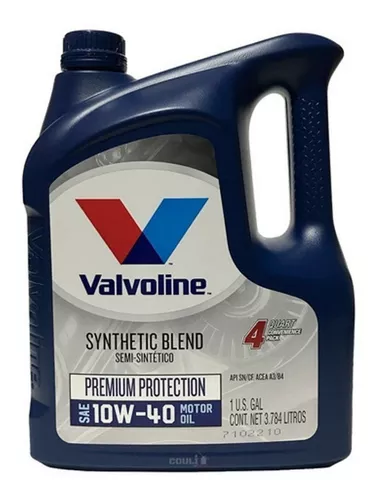 Valvoline™
SYNTHETIC BLEND
SEMI-SINTÉTICO
4 QUART
CONVENIENCE
PACK
PREMIUM PROTECTION
SAE 10W-40 MOTOR OIL
API SN/CF ACEA A3/B4
1 U.S. GAL
CONT. NET 3.784 LITROS
7102210